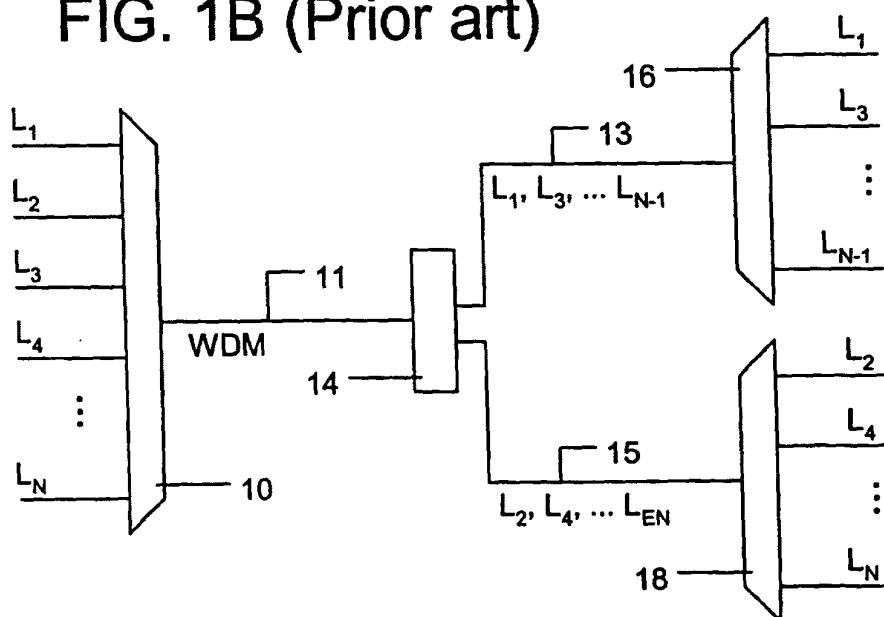 FIG. 1B (Prior art)
L1
L2
L3
L4
⋮
LN
10
WDM
11
14
13
L1, L3, ... LN-1
15
L2, L4, ... LEN
16
L1
L3
⋮
LN-1
18
L2
L4
⋮
LN